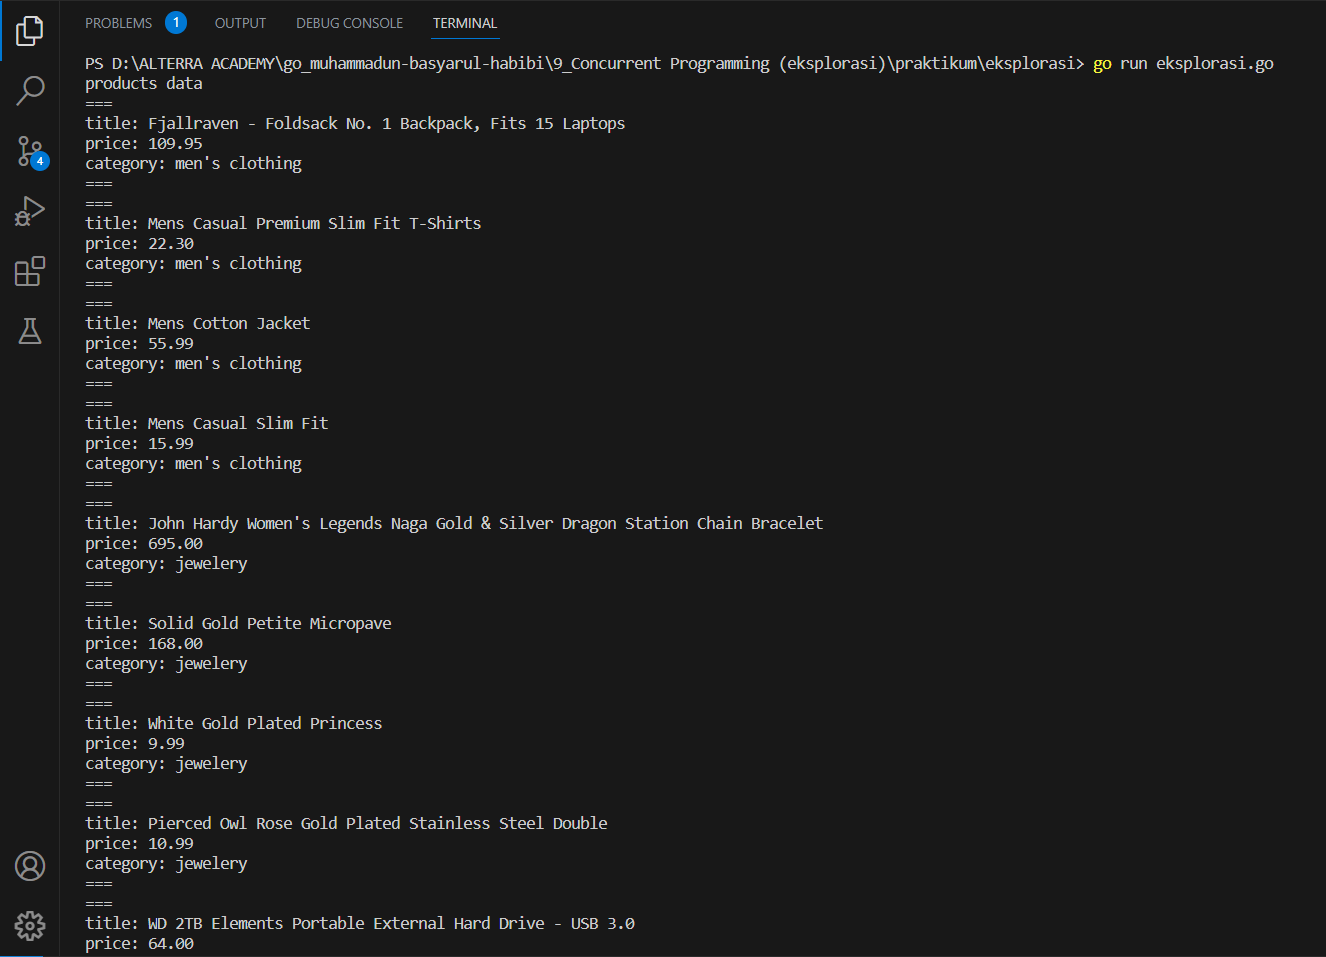 PROBLEMS 1 OUTPUT DEBUG CONSOLE TERMINAL
PS D:\ALTERRA ACADEMY\go_muhammadun-basyarul-habibi\9_Concurrent Programming (eksplorasi)\praktikum\eksplorasi> go run eksplorasi.go
products data
===
title: Fjallraven - Foldsack No. 1 Backpack, Fits 15 Laptops
price: 109.95
category: men's clothing
===
===
title: Mens Casual Premium Slim Fit T-Shirts
price: 22.30
category: men's clothing
===
===
title: Mens Cotton Jacket
price: 55.99
category: men's clothing
===
===
title: Mens Casual Slim Fit
price: 15.99
category: men's clothing
===
===
title: John Hardy Women's Legends Naga Gold & Silver Dragon Station Chain Bracelet
price: 695.00
category: jewelery
===
===
title: Solid Gold Petite Micropave
price: 168.00
category: jewelery
===
===
title: White Gold Plated Princess
price: 9.99
category: jewelery
===
===
title: Pierced Owl Rose Gold Plated Stainless Steel Double
price: 10.99
category: jewelery
===
===
title: WD 2TB Elements Portable External Hard Drive - USB 3.0
price: 64.00
4